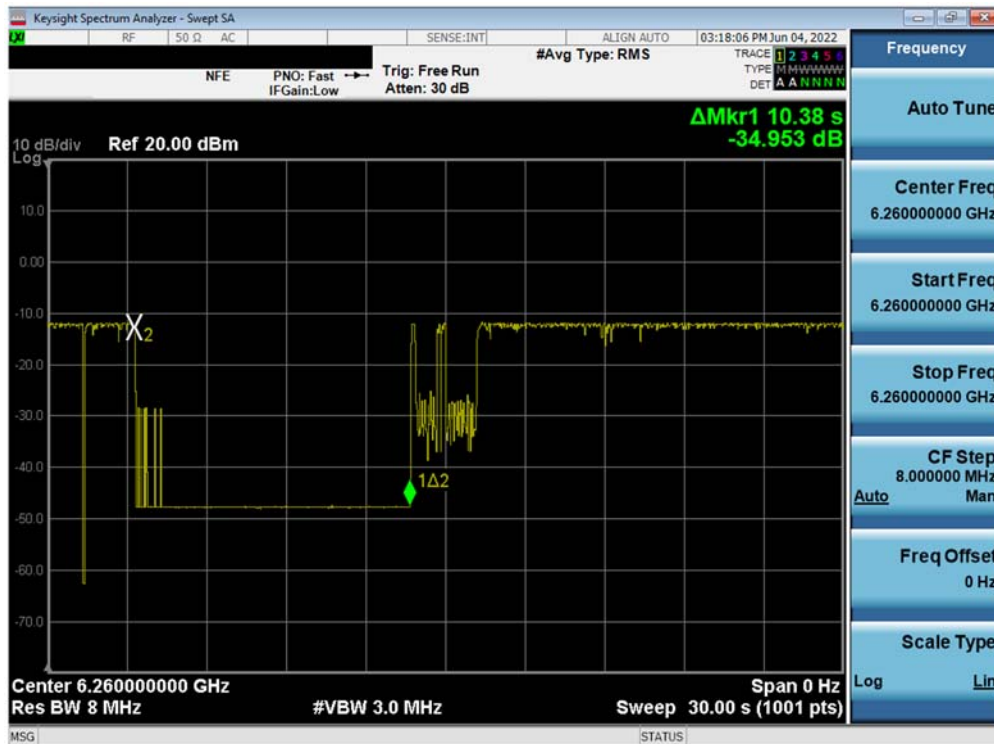 Keysight Spectrum Analyzer - Swept SA
LXI RF 50 Ω AC SENSE:INT ALIGN AUTO 03:18:06 PM Jun 04, 2022
NFE PNO: Fast Trig: Free Run #Avg Type: RMS TRACE 1 2 3 4 5 6
IFGain:Low Atten: 30 dB TYPE M M W W W W
DET A A N N N N
ΔMkr1 10.38 s
-34.953 dB
10 dB/div Ref 20.00 dBm
Log
10.0
0.00
-10.0
2
-20.0
-30.0
-40.0
1Δ2
-50.0
-60.0
-70.0
Center 6.260000000 GHz Span 0 Hz
Res BW 8 MHz #VBW 3.0 MHz Sweep 30.00 s (1001 pts)
MSG STATUS
Frequency
Auto Tune
Center Freq
6.260000000 GHz
Start Freq
6.260000000 GHz
Stop Freq
6.260000000 GHz
CF Step
8.000000 MHz
Auto Man
Freq Offset
0 Hz
Scale Type
Log Lin